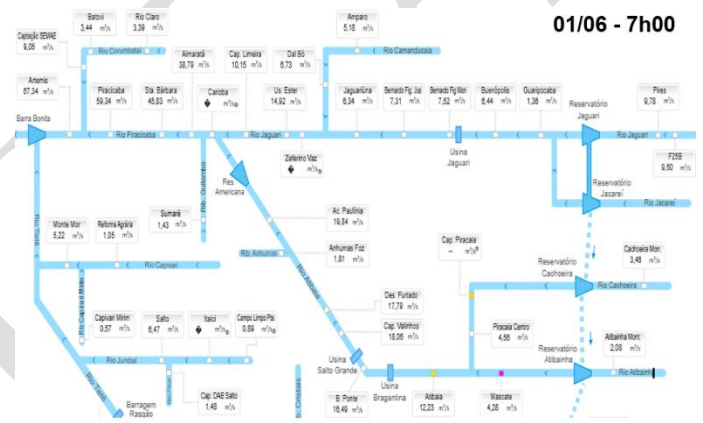 01/06 - 7h00
Batovi
3,44 m³/s
Rio Claro
3,39 m³/s
Amparo
5,18 m³/s
Captação SEMAE
9,05 m³/s
Rio Corumbataí
Almaratá
38,79 m³/s
Cap. Limeira
10,15 m³/s
Dal Bó
6,73 m³/s
Rio Camanducaia
Artemis
67,34 m³/s
Piracicaba
59,34 m³/s
Sta. Bárbara
45,83 m³/s
Carioba
m³/s
Us. Ester
14,92 m³/s
Jaguariúna
6,34 m³/s
Bernardo Fig. Jai
7,31 m³/s
Bernardo Fig Mon
7,52 m³/s
Buenópolis
6,44 m³/s
Guaripocaba
1,36 m³/s
Reservatório
Jaguari
Pires
9,78 m³/s
Barra Bonita
Rio Piracicaba
Rio Jaguari
Rio Jaguari
Usina
Jaguari
Zeferino Vaz
m³/s
F25B
9,50 m³/s
Rib. Quilombo
Res.
Americana
Reservatório
Jacareí
Rio Jacareí
Rio Tietê
Monte Mor
5,22 m³/s
Reforma Agrária
1,05 m³/s
Sumaré
1,43 m³/s
Ac. Paulínia
19,84 m³/s
Rib. Anhumas
Anhumas Foz
1,81 m³/s
Cap. Piracaia
-- m³/s
Rio Capivari
Rio Atibaia
Reservatório
Cachoeira
Cachoeira Mon.
3,46 m³/s
Rio Cachoeira
Des. Furtado
17,79 m³/s
Rio Capivari Mirim
Capivari Mirim
0,57 m³/s
Salto
6,47 m³/s
Itaici
m³/s
Campo Limpo Pta.
0,89 m³/s
Cap. Valinhos
18,06 m³/s
Piracaia Centro
4,66 m³/s
Reservatório
Atibainha
Atibainha Mont.
2,08 m³/s
Rio Jundiaí
Usina
Salto Grande
Rio Atibainh
Rio Tietê
Barragem
Rasgão
Cap. DAE Salto
1,48 m³/s
Rib. Cristais
B. Ponte
16,49 m³/s
Usina
Bragantina
Atibaia
12,23 m³/s
Mascate
4,28 m³/s